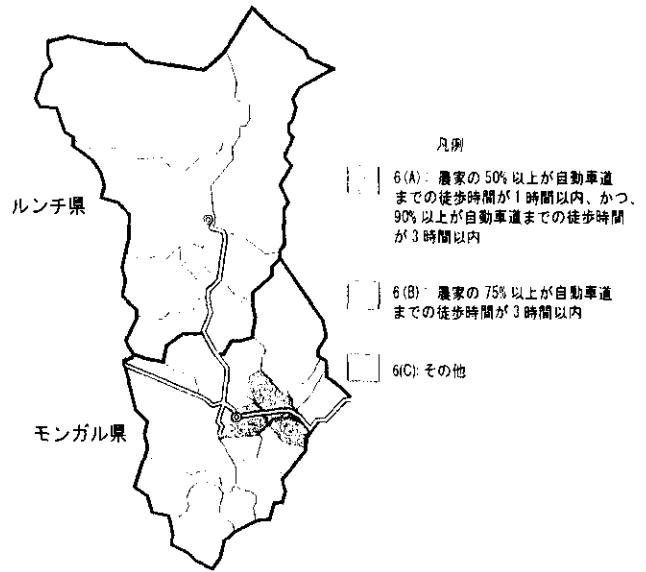 凡例
6(A): 農家の50%以上が自動車道
までの徒歩時間が1時間以内、かつ、
90%以上が自動車道までの徒歩時間
が3時間以内
ルンチ県
6(B): 農家の75%以上が自動車道
までの徒歩時間が3時間以内
6(C): その他
モンガル県